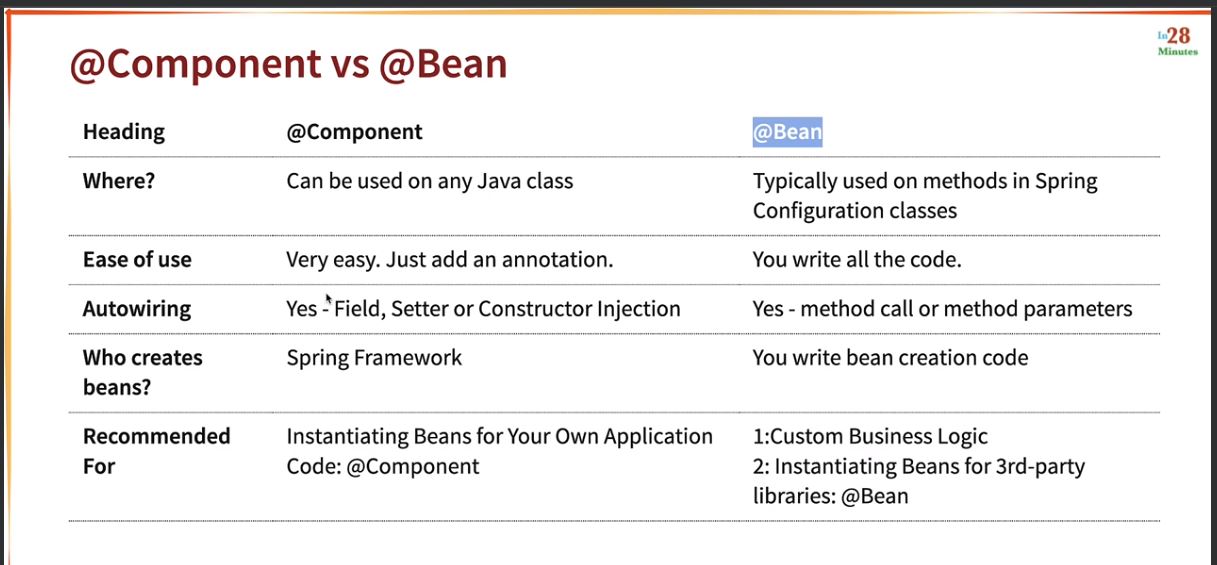 In28
Minutes
@Component vs @Bean
Heading @Component @Bean
Where? Can be used on any Java class Typically used on methods in Spring
Configuration classes
Ease of use Very easy. Just add an annotation. You write all the code.
Autowiring Yes - Field, Setter or Constructor Injection Yes - method call or method parameters
Who creates Spring Framework You write bean creation code
beans?
Recommended Instantiating Beans for Your Own Application 1:Custom Business Logic
For Code: @Component 2: Instantiating Beans for 3rd-party
libraries: @Bean